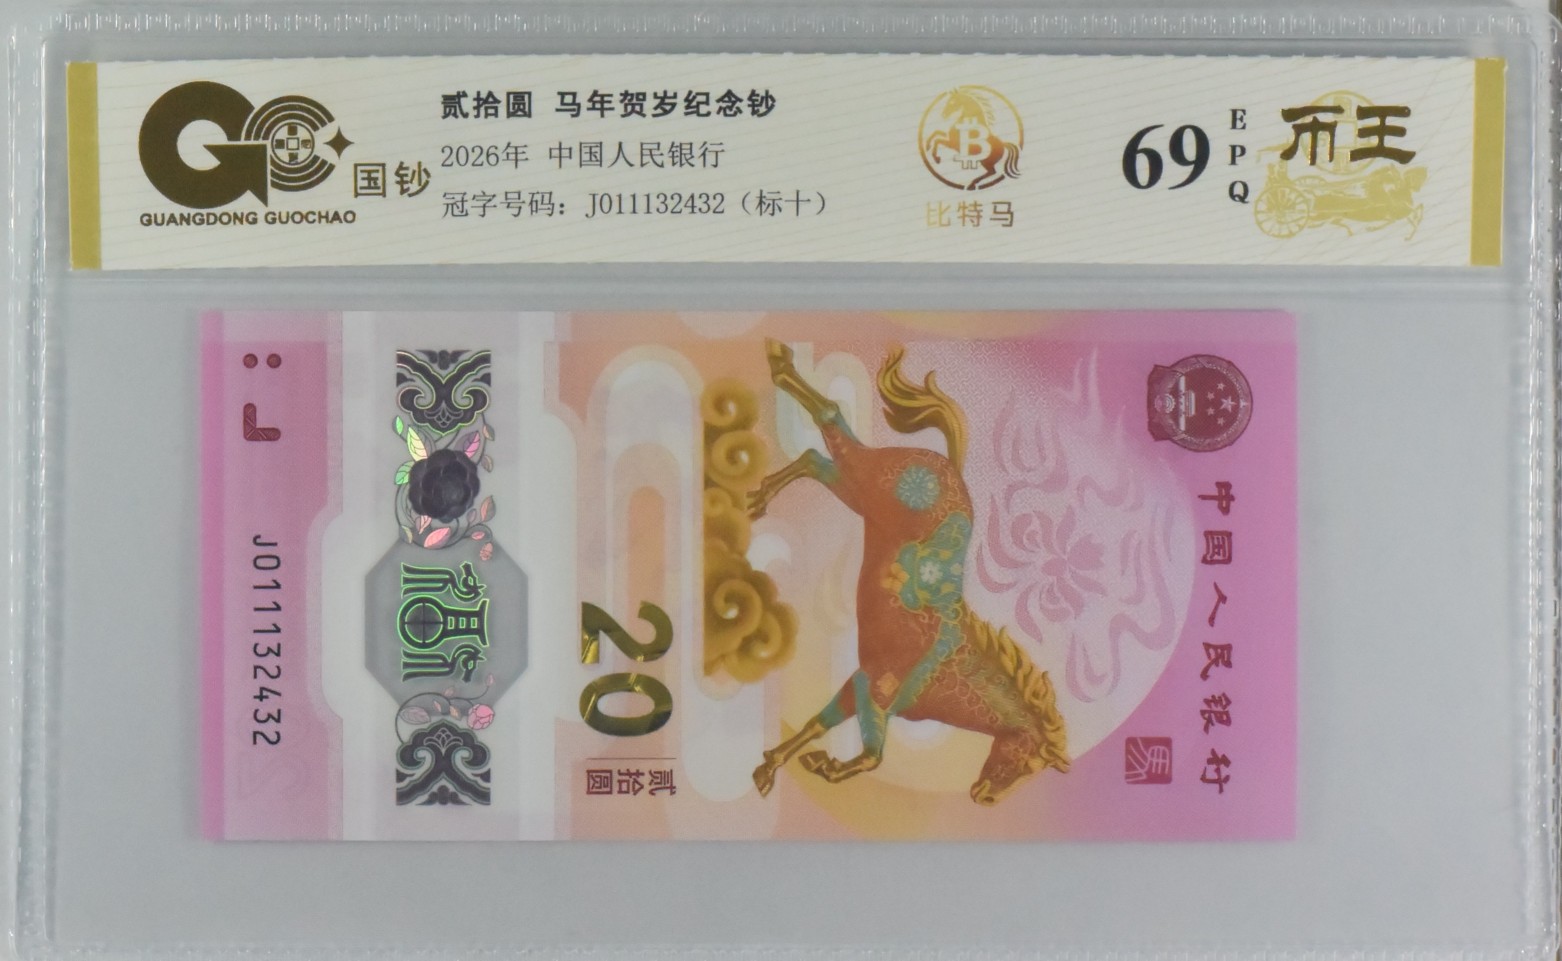 国钞
GUANGDONG GUOCHAO
贰拾圆 马年贺岁纪念钞
2026年 中国人民银行
冠字号码：J011132432（标十）
B
比特马
69
EPQ
币王
J011132432
20
贰拾圆
中国人民银行